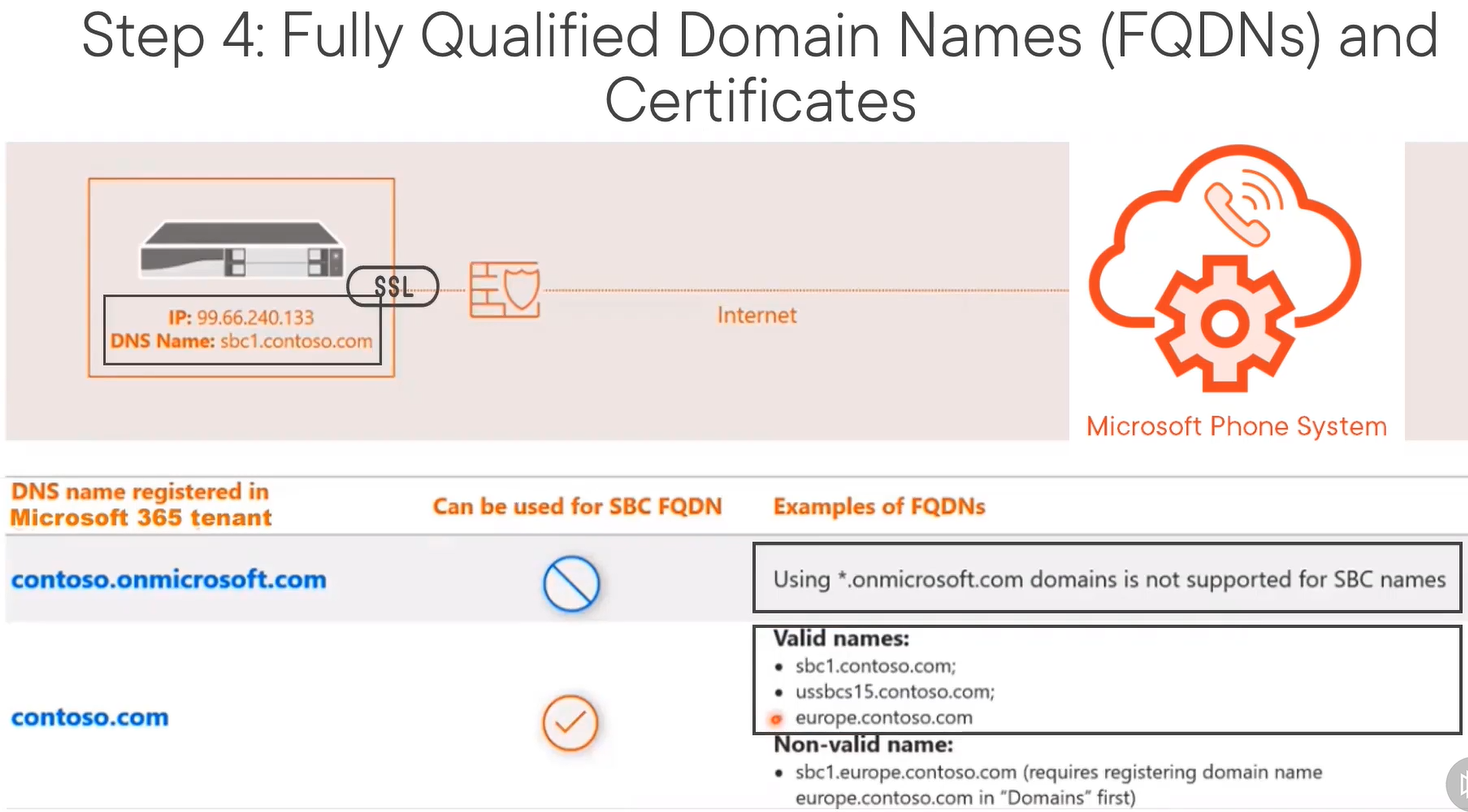 Step 4: Fully Qualified Domain Names (FQDNs) and
Certificates
SSL
IP: 99.66.240.133
DNS Name: sbc1.contoso.com
Internet
Microsoft Phone System
DNS name registered in
Microsoft 365 tenant
Can be used for SBC FQDN
Examples of FQDNs
contoso.onmicrosoft.com
Using *.onmicrosoft.com domains is not supported for SBC names
contoso.com
Valid names:
• sbc1.contoso.com;
• ussbcs15.contoso.com;
• europe.contoso.com
Non-valid name:
• sbc1.europe.contoso.com (requires registering domain name
europe.contoso.com in "Domains" first)